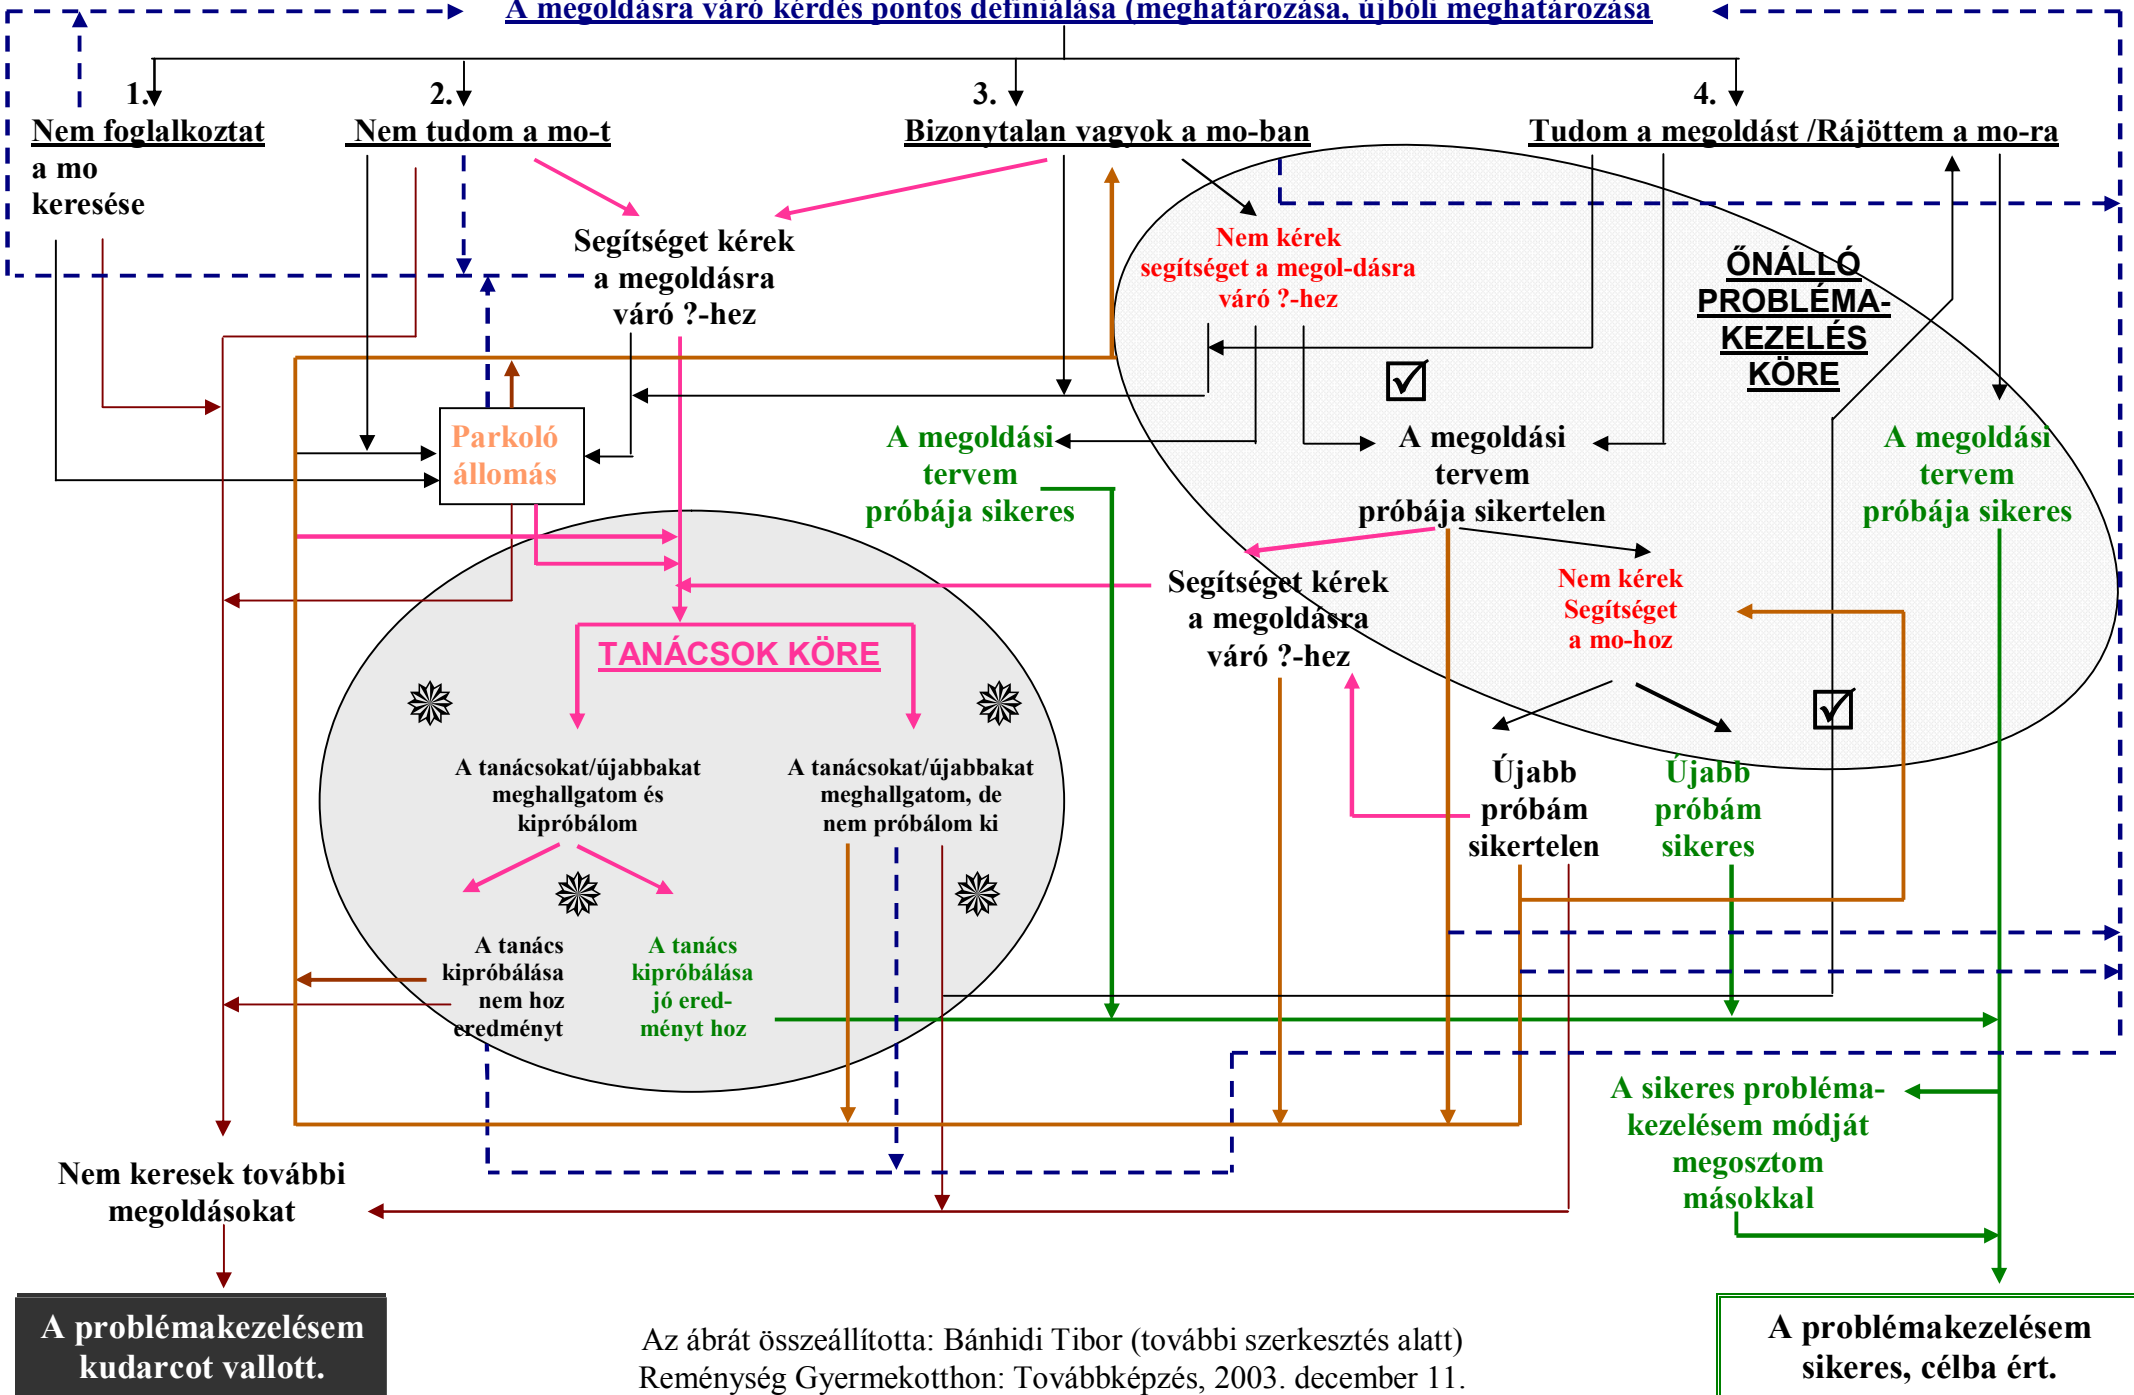 A megoldásra váró kérdés pontos definiálása (meghatározása, újbóli meghatározása
1.
Nem foglalkoztat
a mo
keresése
2.
Nem tudom a mo-t
3.
Bizonytalan vagyok a mo-ban
4.
Tudom a megoldást /Rájöttem a mo-ra
Segítséget kérek
a megoldásra
váró ?-hez
Nem kérek
segítséget a megol-dásra
váró ?-hez
ŐNÁLLÓ
PROBLÉMA-
KEZELÉS
KÖRE
Parkoló
állomás
A megoldási
tervem
próbája sikeres
A megoldási
tervem
próbája sikertelen
A megoldási
tervem
próbája sikeres
Segítséget kérek
a megoldásra
váró ?-hez
Nem kérek
Segítséget
a mo-hoz
TANÁCSOK KÖRE
A tanácsokat/újabbakat
meghallgatom és
kipróbálom
A tanácsokat/újabbakat
meghallgatom, de
nem próbálom ki
Újabb
próbám
sikertelen
Újabb
próbám
sikeres
A tanács
kipróbálása
nem hoz
eredményt
A tanács
kipróbálása
jó ered-
ményt hoz
A sikeres probléma-
kezelésem módját
megosztom
másokkal
Nem keresek további
megoldásokat
A problémakezelésem
kudarcot vallott.
Az ábrát összeállította: Bánhidi Tibor (további szerkesztés alatt)
Reménység Gyermekotthon: Továbbképzés, 2003. december 11.
A problémakezelésem
sikeres, célba ért.